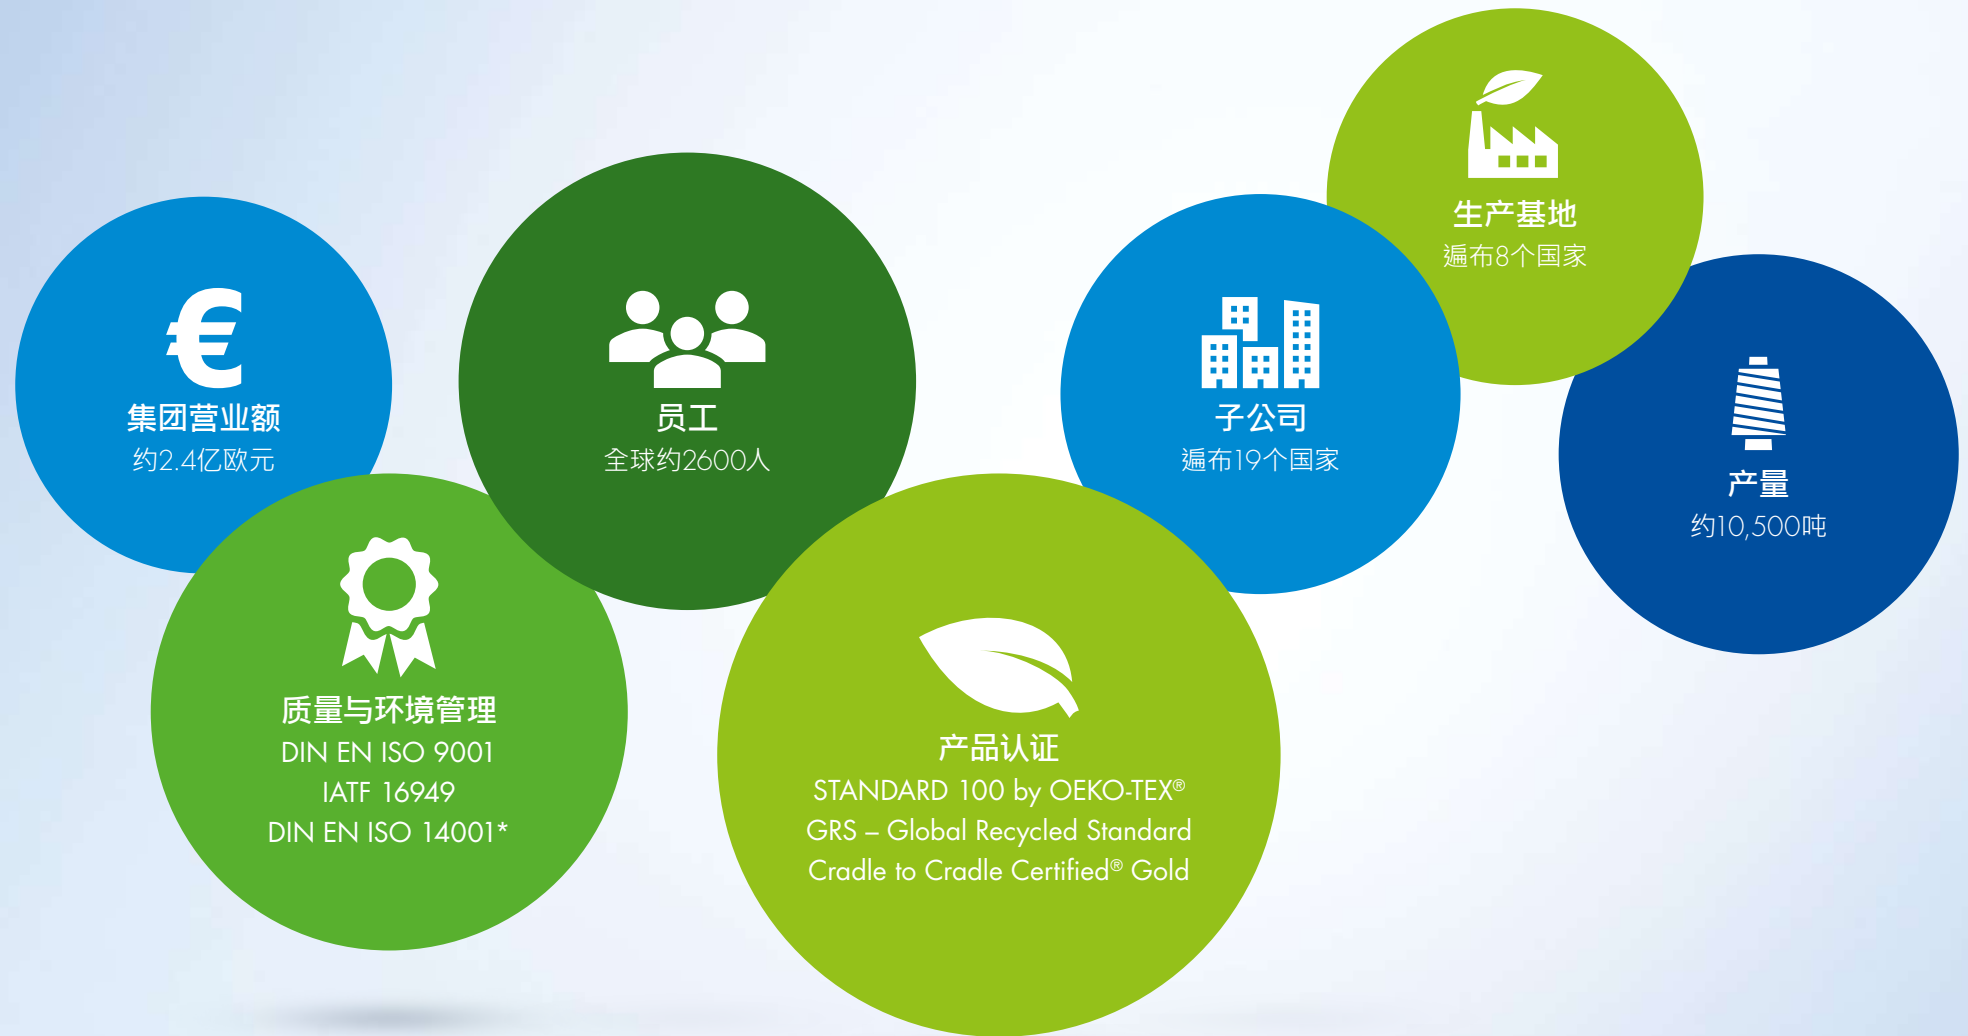 集团营业额
约2.4亿欧元
质量与环境管理
DIN EN ISO 9001
IATF 16949
DIN EN ISO 14001*
员工
全球约2600人
产品认证
STANDARD 100 by OEKO-TEX®
GRS – Global Recycled Standard
Cradle to Cradle Certified® Gold
子公司
遍布19个国家
生产基地
遍布8个国家
产量
约10,500吨